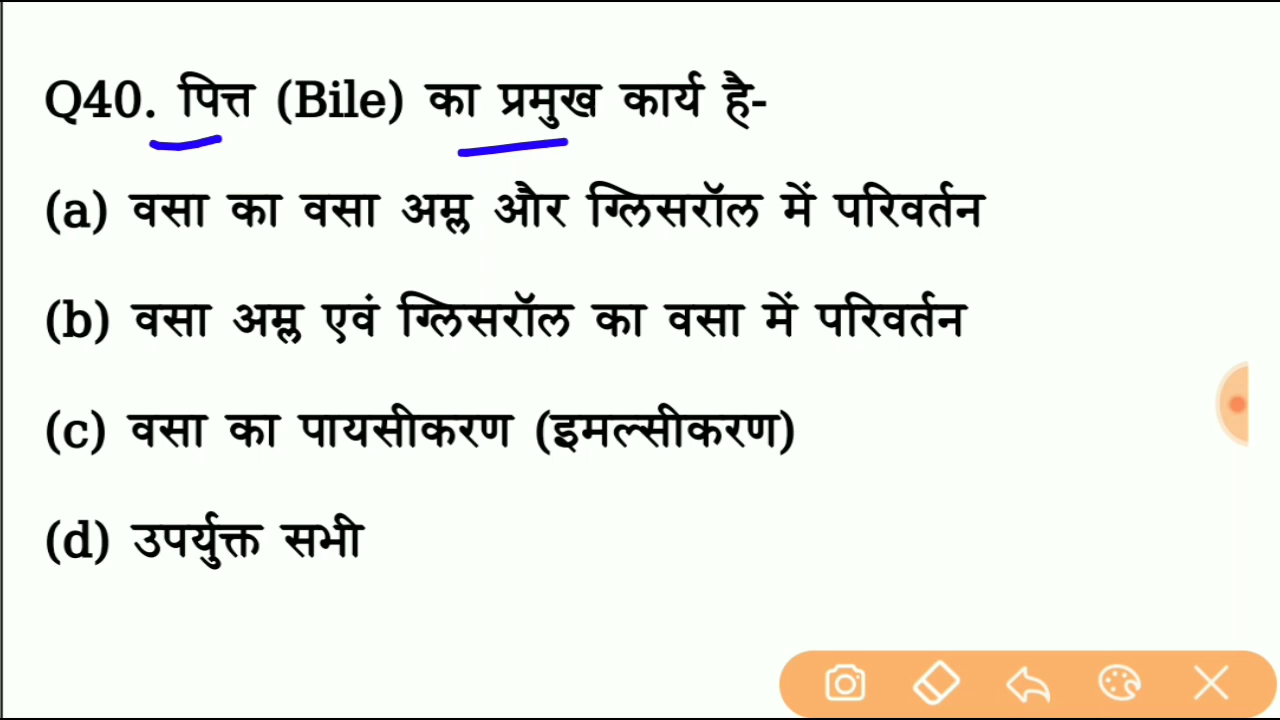 Q40. पित्त (Bile) का प्रमुख कार्य है-
(a) वसा का वसा अम्ल और ग्लिसरॉल में परिवर्तन
(b) वसा अम्ल एवं ग्लिसरॉल का वसा में परिवर्तन
(c) वसा का पायसीकरण (इमल्सीकरण)
(d) उपर्युक्त सभी